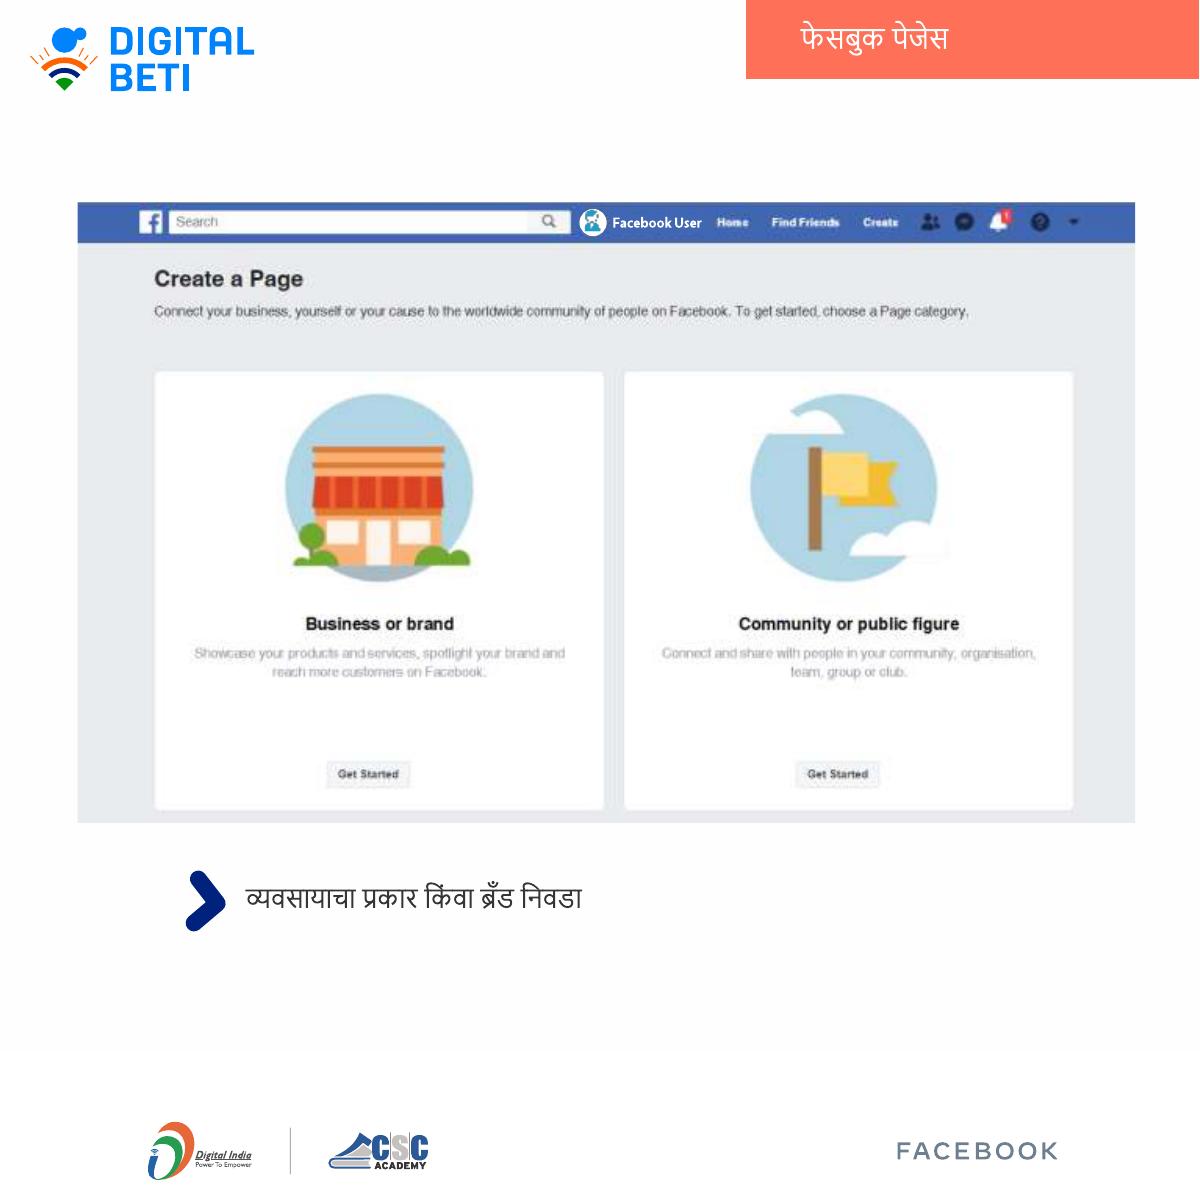 DIGITAL
BETI
फेसबुक पेजेस
Search
Facebook User
Home
Find Friends
Create
1
Create a Page
Connect your business, yourself or your cause to the worldwide community of people on Facebook. To get started, choose a Page category.
Business or brand
Showcase your products and services, spotlight your brand and
reach more customers on Facebook.
Get Started
Community or public figure
Connect and share with people in your community, organisation,
team, group or club.
Get Started
व्यवसायाचा प्रकार किंवा ब्रँड निवडा
Digital India
Power To Empower
CSC
ACADEMY
FACEBOOK